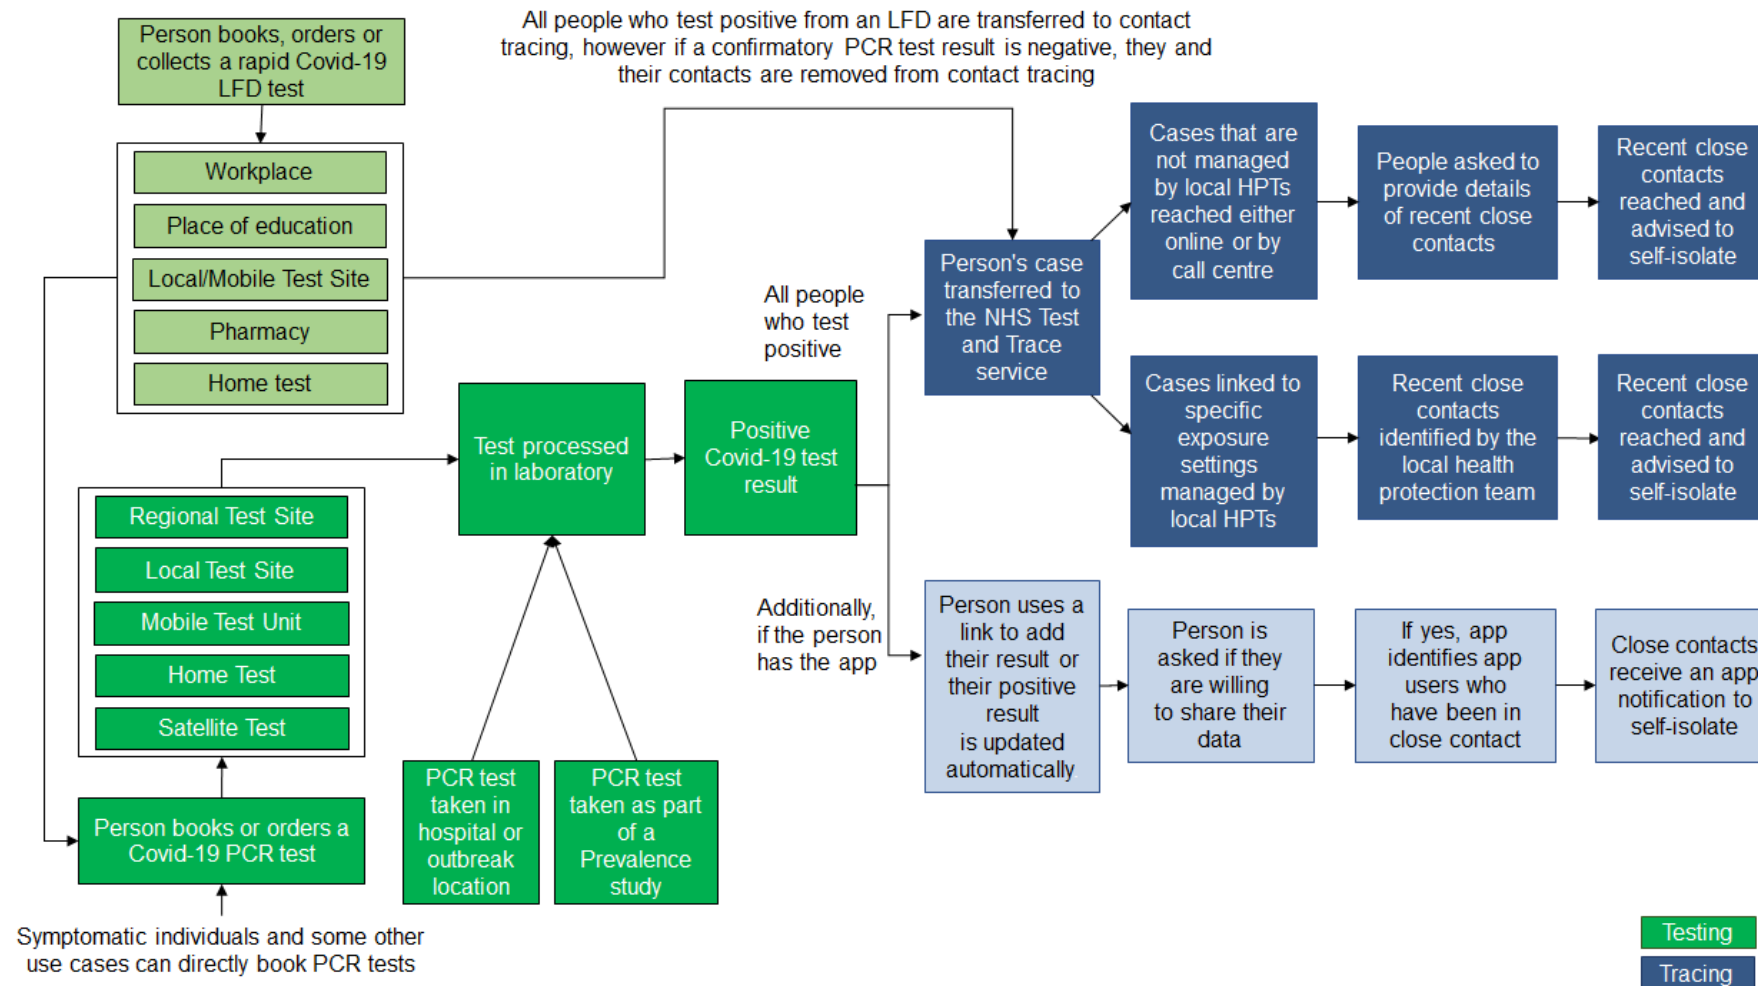 Person books, orders or
collects a rapid Covid-19
LFD test
All people who test positive from an LFD are transferred to contact
tracing, however if a confirmatory PCR test result is negative, they and
their contacts are removed from contact tracing
Workplace
Place of education
Local/Mobile Test Site
Pharmacy
Home test
Regional Test Site
Local Test Site
Mobile Test Unit
Home Test
Satellite Test
Person books or orders a
Covid-19 PCR test
Symptomatic individuals and some other
use cases can directly book PCR tests
Test processed
in laboratory
PCR test
taken in
hospital or
outbreak
location
PCR test
taken as part
of a
Prevalence
study
Positive
Covid-19 test
result
All people
who test
positive
Additionally,
if the person
has the app
Person's case
transferred to
the NHS Test
and Trace
service
Cases that are
not managed
by local HPTs
reached either
online or by
call centre
People asked to
provide details
of recent close
contacts
Recent close
contacts
reached and
advised to
self-isolate
Cases linked to
specific
exposure
settings
managed by
local HPTs
Recent close
contacts
identified by the
local health
protection team
Recent close
contacts
reached and
advised to
self-isolate
Person uses a
link to add
their result or
their positive
result
is updated
automatically
Person is
asked if they
are willing
to share their
data
If yes, app
identifies app
users who
have been in
close contact
Close contacts
receive an app
notification to
self-isolate
Testing
Tracing